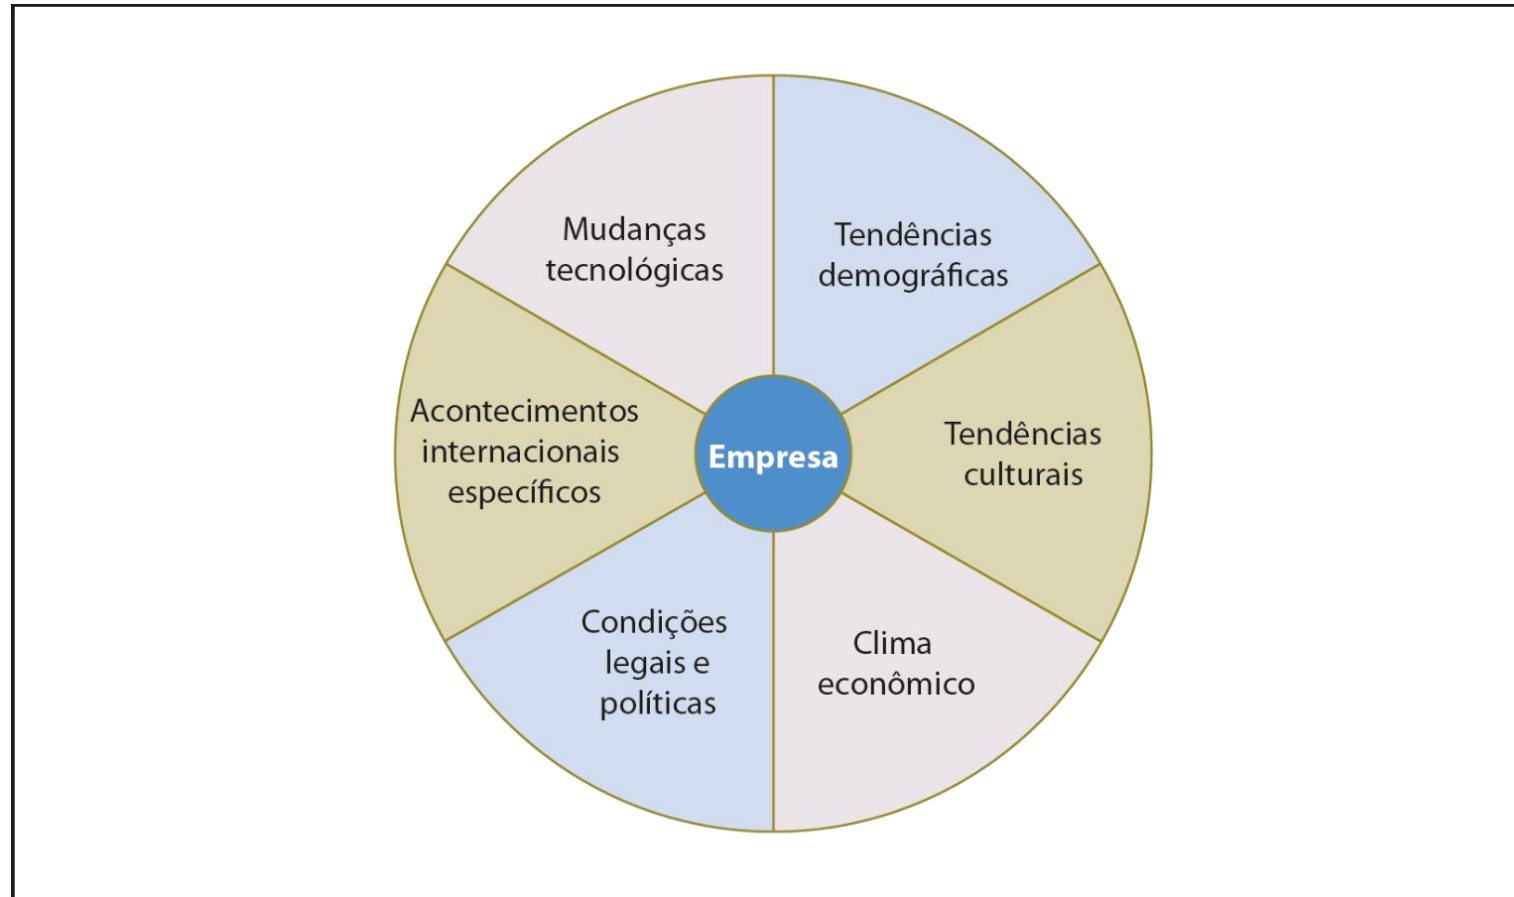 Mudanças
tecnológicas
Tendências
demográficas
Acontecimentos
internacionais
específicos
Empresa
Tendências
culturais
Condições
legais e
políticas
Clima
econômico